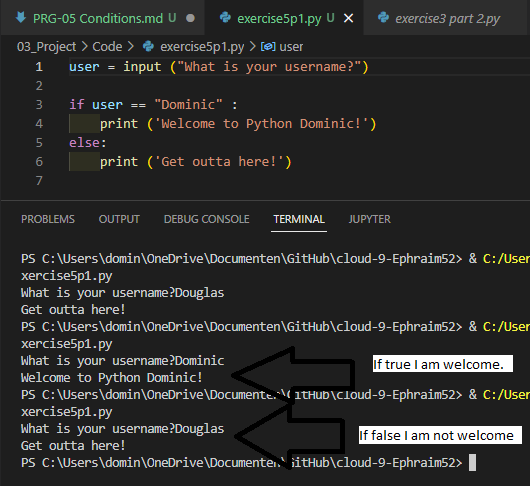 PRG-05 Conditions.md
exercise5p1.py
exercise3 part 2.py
03_Project > Code > exercise5p1.py > user
1 user = input ("What is your username?")
2
3 if user == "Dominic" :
4 print ('Welcome to Python Dominic!')
5 else:
6 print ('Get outta here!')
7
PROBLEMS OUTPUT DEBUG CONSOLE TERMINAL JUPYTER
PS C:\Users\domin\OneDrive\Documenten\GitHub\cloud-9-Ephraim52> & C:/User
xercise5p1.py
What is your username?Douglas
Get outta here!
PS C:\Users\domin\OneDrive\Documenten\GitHub\cloud-9-Ephraim52> & C:/User
xercise5p1.py
What is your username?Dominic
If true I am welcome.
Welcome to Python Dominic!
PS C:\Users\domin\OneDrive\Documenten\GitHub\cloud-9-Ephraim52> & C:/User
xercise5p1.py
What is your username?Douglas
If false I am not welcome
Get outta here!
PS C:\Users\domin\OneDrive\Documenten\GitHub\cloud-9-Ephraim52>